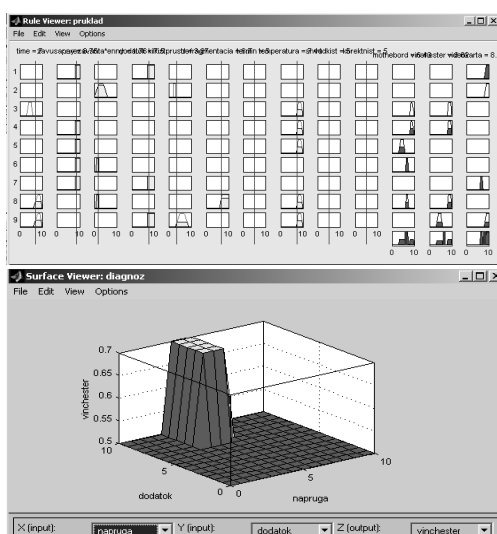 Rule Viewer: pruklad
File Edit View Options
time =
1
2
3
4
5
6
7
8
9
0 10 0 10 0 10 0 10 0 10 0 10 0 10 0 10 0 10 0 10
0 10 0 10 0 10
Surface Viewer: diagnoz
File Edit View Options
0.7
0.65
0.6
0.55
0.5
vinchester
10
5
0
dodatok
0
5
10
napruga
X (input): napruga Y (input): dodatok Z (output): vinchester